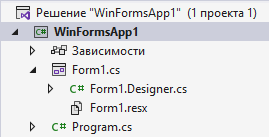 Решение "WinFormsApp1" (1 проекта 1)
WinFormsApp1
Зависимости
Form1.cs
Form1.Designer.cs
Form1.resx
Program.cs